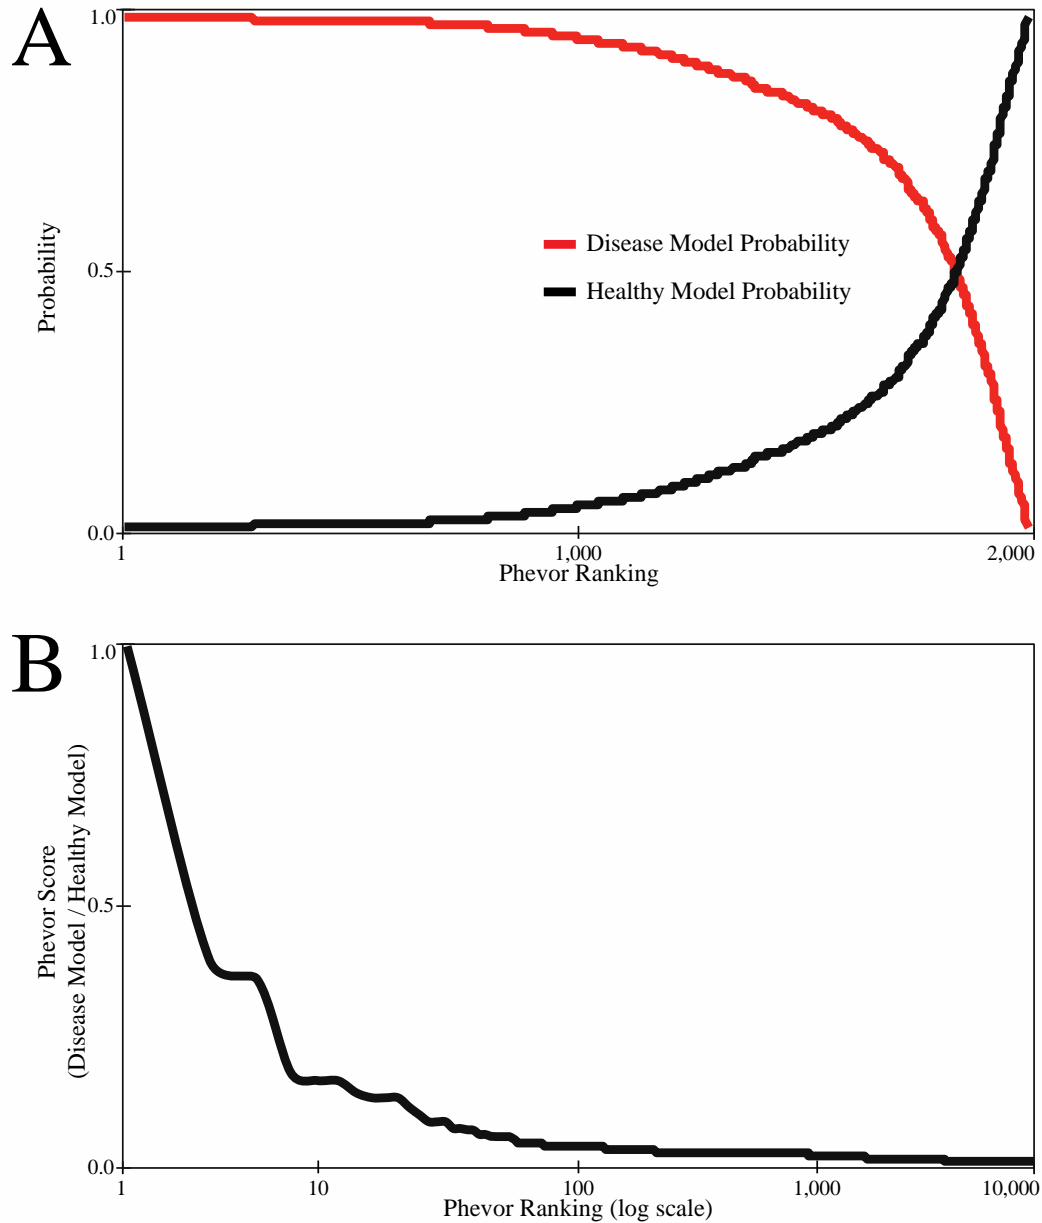 A
1.0
Probability
Disease Model Probability
0.5
Healthy Model Probability
0.0
1
1,000
2,000
Phevor Ranking
B
1.0
Phevor Score
(Disease Model / Healthy Model)
0.5
0.0
1
10
100
1,000
10,000
Phevor Ranking (log scale)